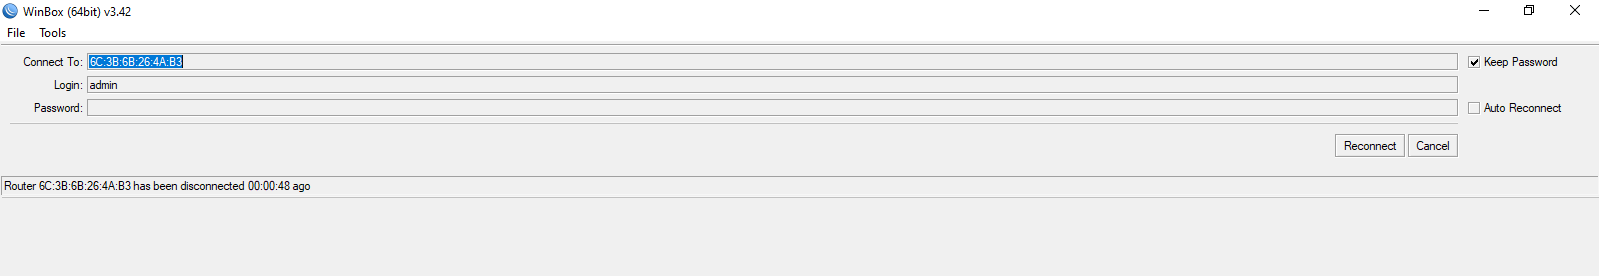 WinBox (64bit) v3.42
File Tools
Connect To: 6C:3B:6B:26:4A:B3
Keep Password
Login: admin
Password:
Auto Reconnect
Reconnect Cancel
Router 6C:3B:6B:26:4A:B3 has been disconnected 00:00:48 ago